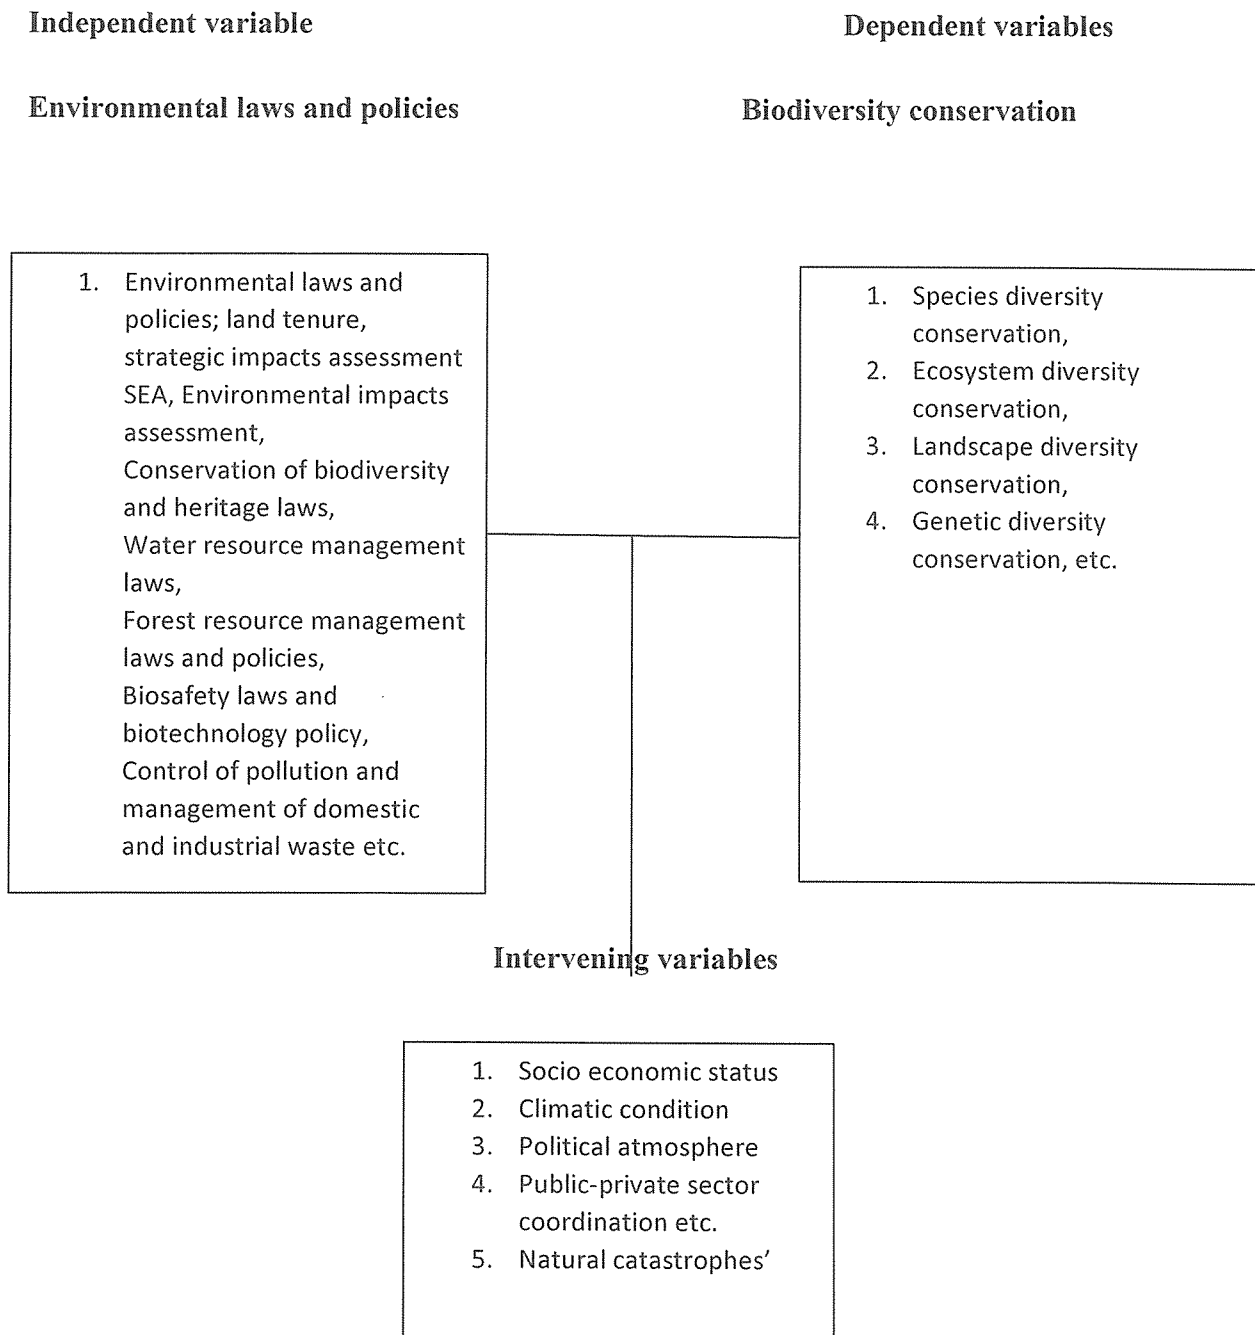 Independent variable
Dependent variables
Environmental laws and policies
Biodiversity conservation
1. Environmental laws and
policies; land tenure,
strategic impacts assessment
SEA, Environmental impacts
assessment,
Conservation of biodiversity
and heritage laws,
Water resource management
laws,
Forest resource management
laws and policies,
Biosafety laws and
biotechnology policy,
Control of pollution and
management of domestic
and industrial waste etc.
1. Species diversity
conservation,
2. Ecosystem diversity
conservation,
3. Landscape diversity
conservation,
4. Genetic diversity
conservation, etc.
Intervening variables
1. Socio economic status
2. Climatic condition
3. Political atmosphere
4. Public-private sector
coordination etc.
5. Natural catastrophes’